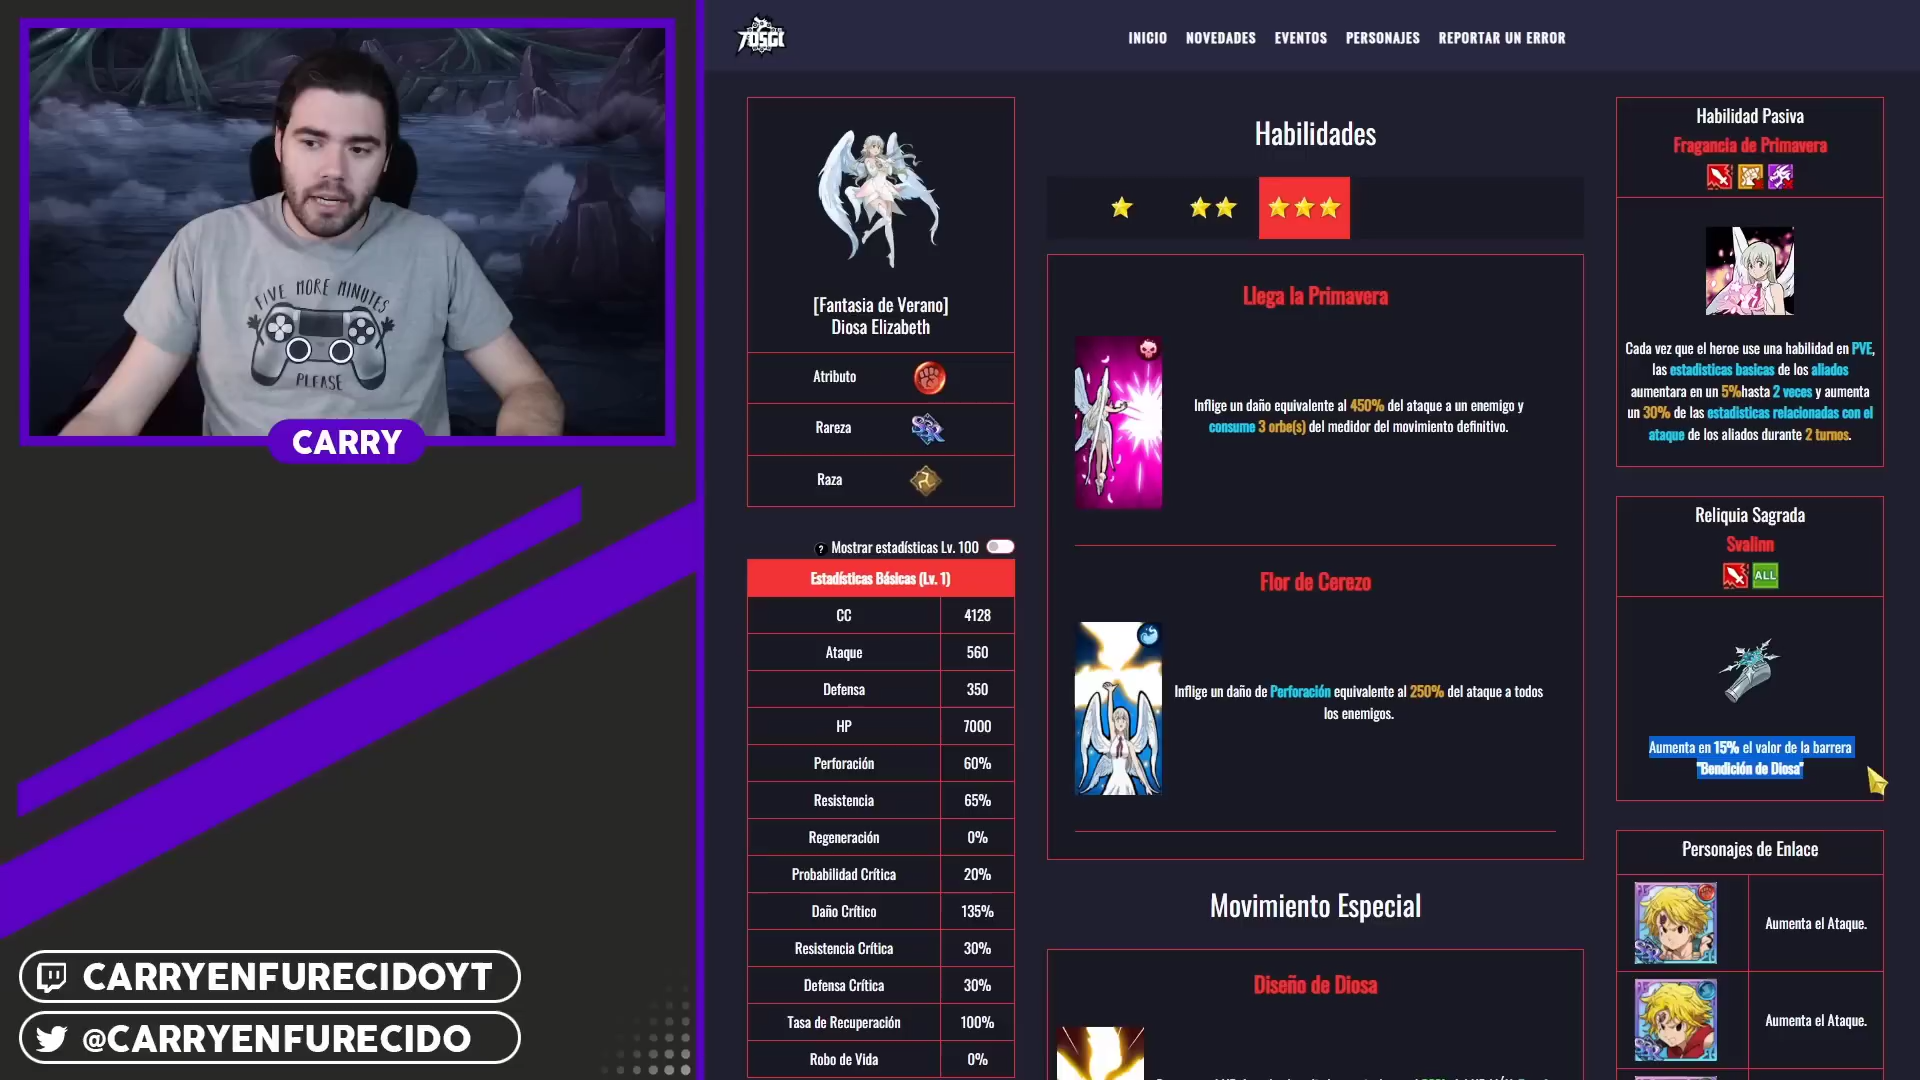 FIVE MORE MINUTES
PLEASE
CARRY
CARRYENFURECIDOYT
@CARRYENFURECIDO
7DSGC
INICIO
NOVEDADES
EVENTOS
PERSONAJES
REPORTAR UN ERROR
[Fantasia de Verano]
Diosa Elizabeth
Atributo
Rareza
SSR
Raza
? Mostrar estadísticas Lv. 100
Estadísticas Básicas (Lv. 1)
CC 4128
Ataque 560
Defensa 350
HP 7000
Perforación 60%
Resistencia 65%
Regeneración 0%
Probabilidad Crítica 20%
Daño Crítico 135%
Resistencia Crítica 30%
Defensa Crítica 30%
Tasa de Recuperación 100%
Robo de Vida 0%
Habilidades
Llega la Primavera
Inflige un daño equivalente al 450% del ataque a un enemigo y
consume 3 orbe(s) del medidor del movimiento definitivo.
Flor de Cerezo
Inflige un daño de Perforación equivalente al 250% del ataque a todos
los enemigos.
Movimiento Especial
Diseño de Diosa
Habilidad Pasiva
Fragancia de Primavera
Cada vez que el heroe use una habilidad en PVE,
las estadisticas basicas de los aliados
aumentara en un 5%hasta 2 veces y aumenta
un 30% de las estadisticas relacionadas con el
ataque de los aliados durante 2 turnos.
Reliquia Sagrada
Svalinn
ALL
Aumenta en 15% el valor de la barrera
"Bendición de Diosa"
Personajes de Enlace
Aumenta el Ataque.
Aumenta el Ataque.